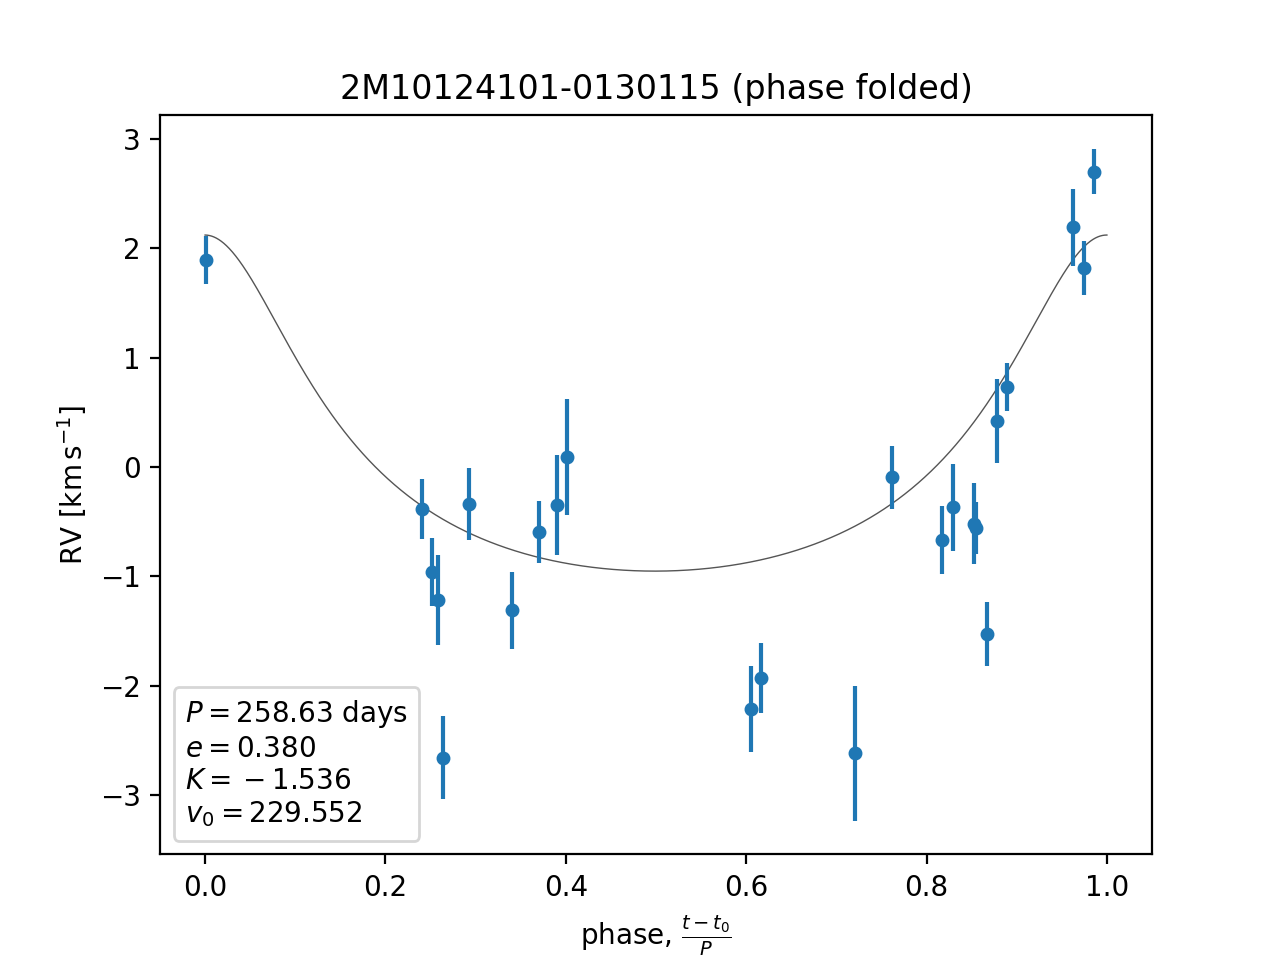 2M10124101-0130115 (phase folded)
3
2
1
0
−1
−2
−3
RV [km s⁻¹]
P = 258.63 days
e = 0.380
K = −1.536
v₀ = 229.552
0.0 0.2 0.4 0.6 0.8 1.0
phase, (t − t₀)/P